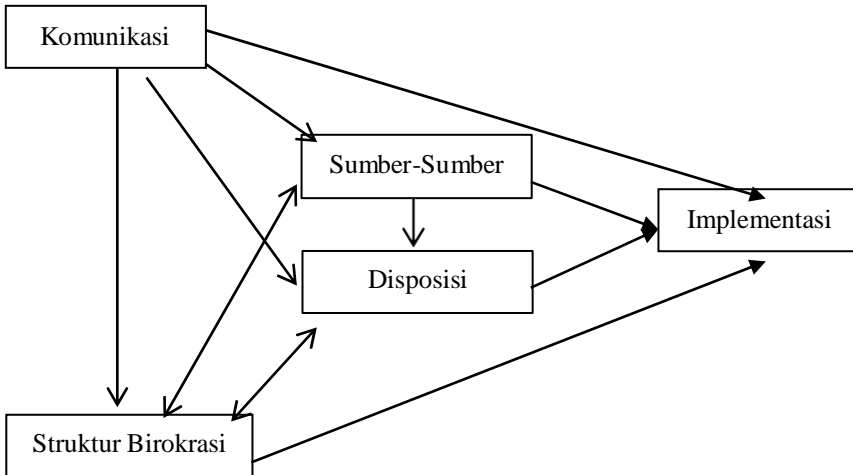 Komunikasi
Sumber-Sumber
Implementasi
Disposisi
Struktur Birokrasi